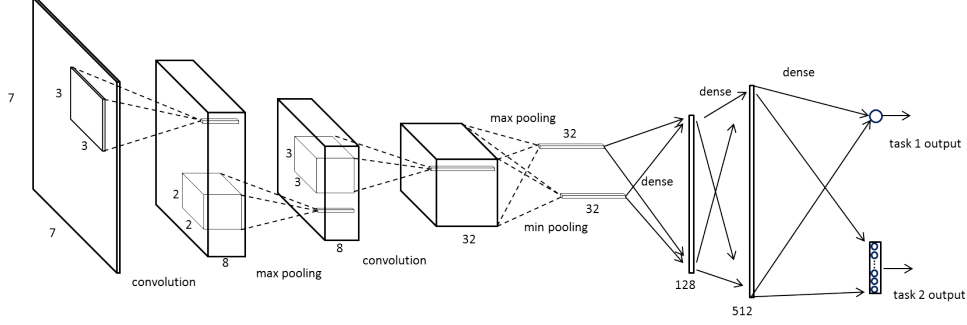 7
3
3
7
convolution
2
2
8
max pooling
3
3
8
convolution
32
max pooling
32
32
min pooling
dense
128
dense
512
dense
task 1 output
task 2 output